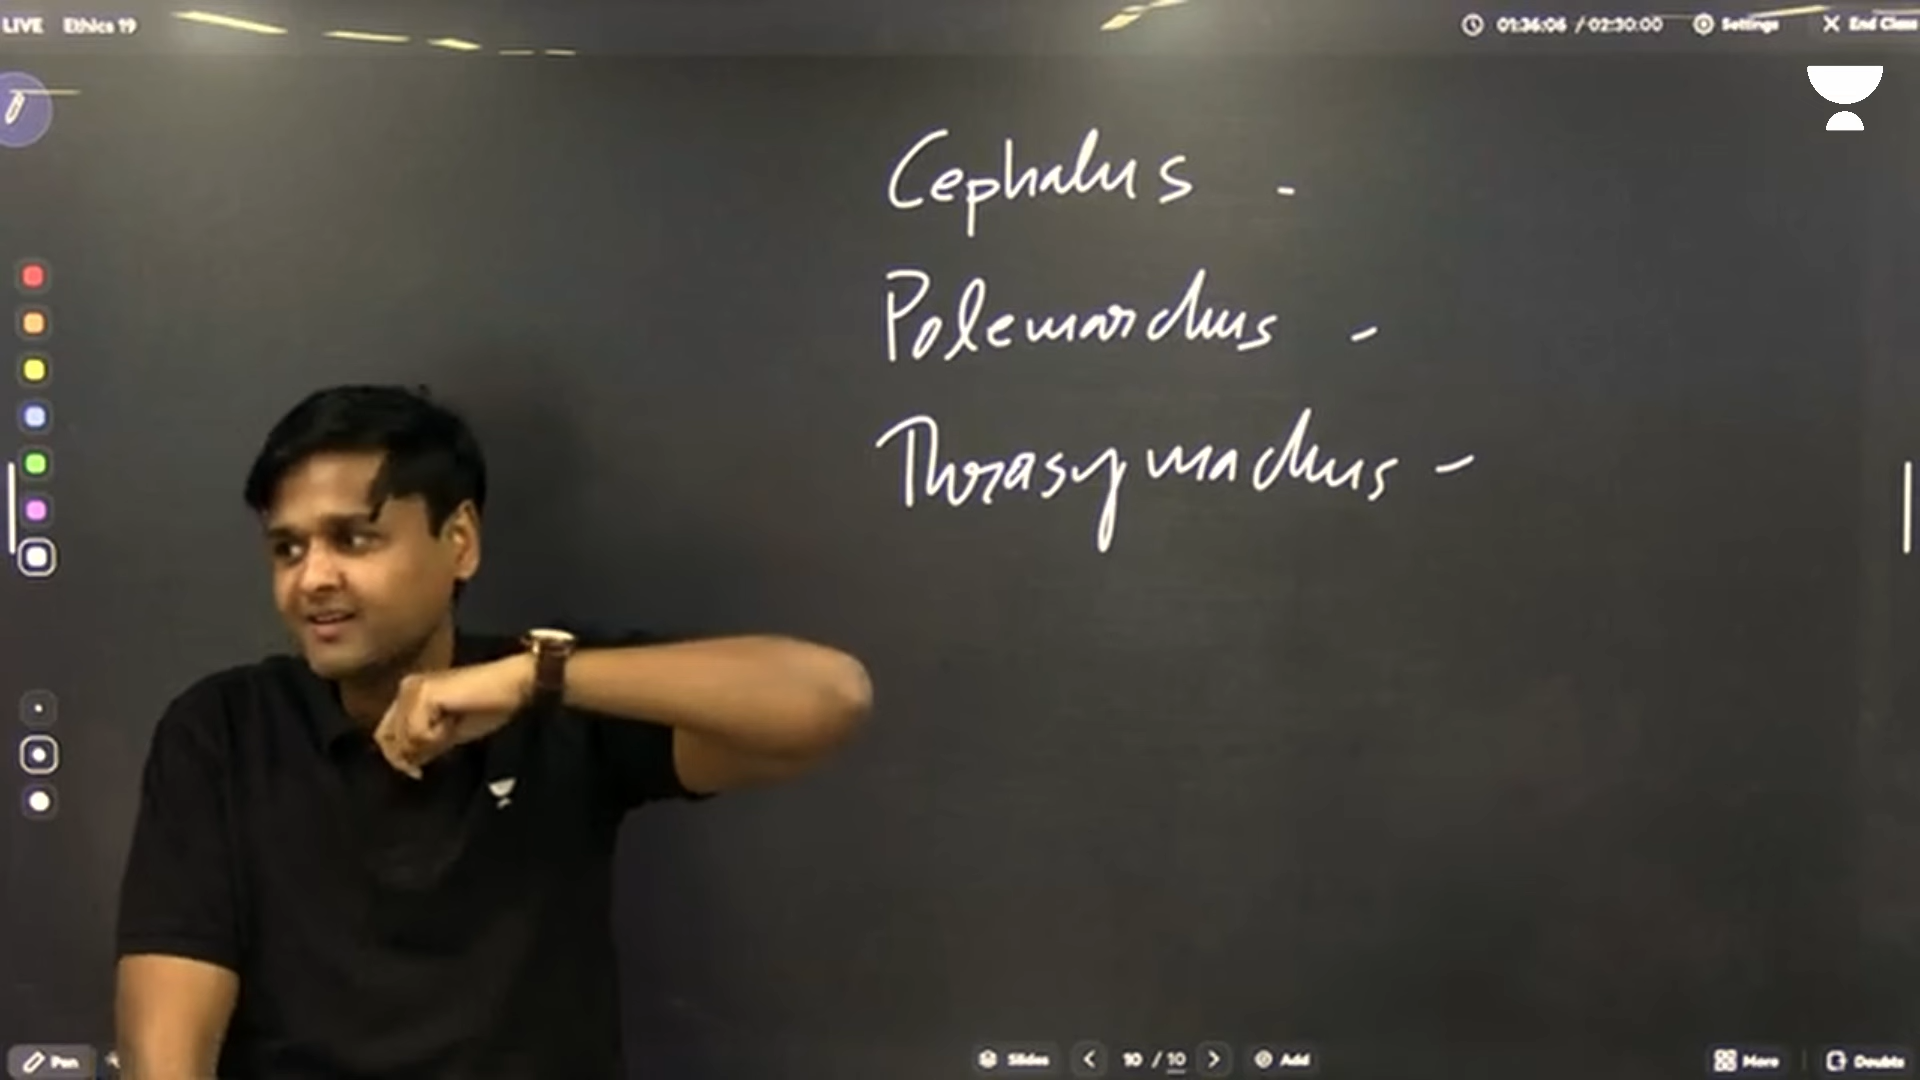 LIVE Ethics 19 01:36:06 / 02:30:00 Settings End Class
Cephalus -
Polemarchus -
Thrasymachus -
Pen Slides 10 / 10 Add More Doubts